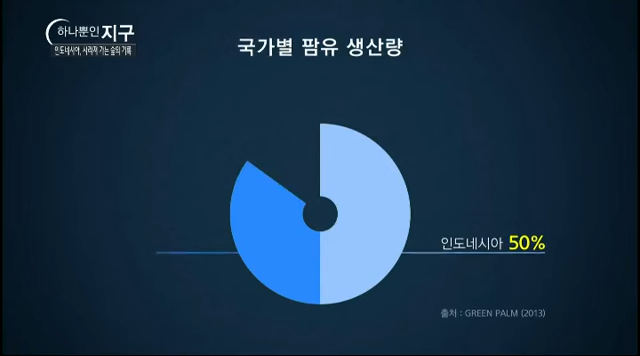 하나뿐인 지구
인도네시아, 사라져 가는 숲의 기록
국가별 팜유 생산량
인도네시아 50%
출처 : GREEN PALM (2013)